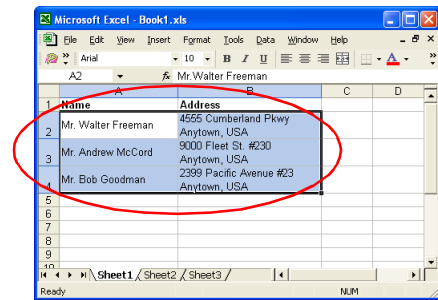 Microsoft Excel - Book1.xls
File Edit View Insert Format Tools Data Window Help
Arial 10 B I U A
A2 fx Mr.Walter Freeman
A B C D
1 Name Address
2 Mr. Walter Freeman 4555 Cumberland Pkwy
Anytown, USA
3 Mr. Andrew McCord 9000 Fleet St. #230
Anytown, USA
4 Mr. Bob Goodman 2399 Pacific Avenue #23
Anytown, USA
5
6
7
8
9
10
Sheet1 Sheet2 Sheet3
Ready NUM